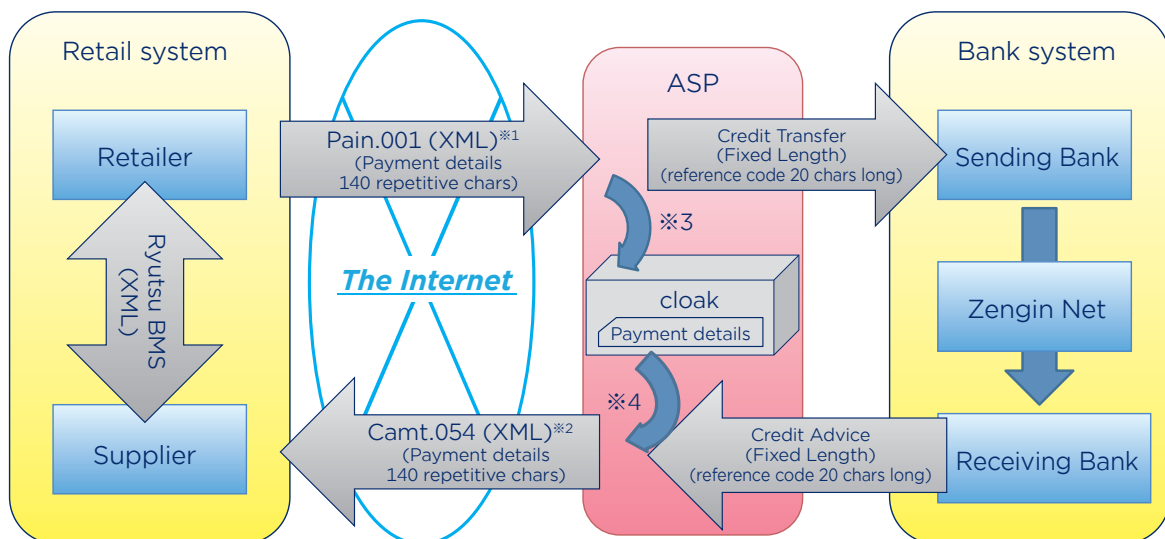 Retail system
Retailer
Ryutsu BMS
(XML)
Supplier
Pain.001 (XML)※1
(Payment details
140 repetitive chars)
The Internet
Camt.054 (XML)※2
(Payment details
140 repetitive chars)
ASP
※3
cloak
Payment details
※4
Credit Transfer
(Fixed Length)
(reference code 20 chars long)
Credit Advice
(Fixed Length)
(reference code 20 chars long)
Bank system
Sending Bank
Zengin Net
Receiving Bank